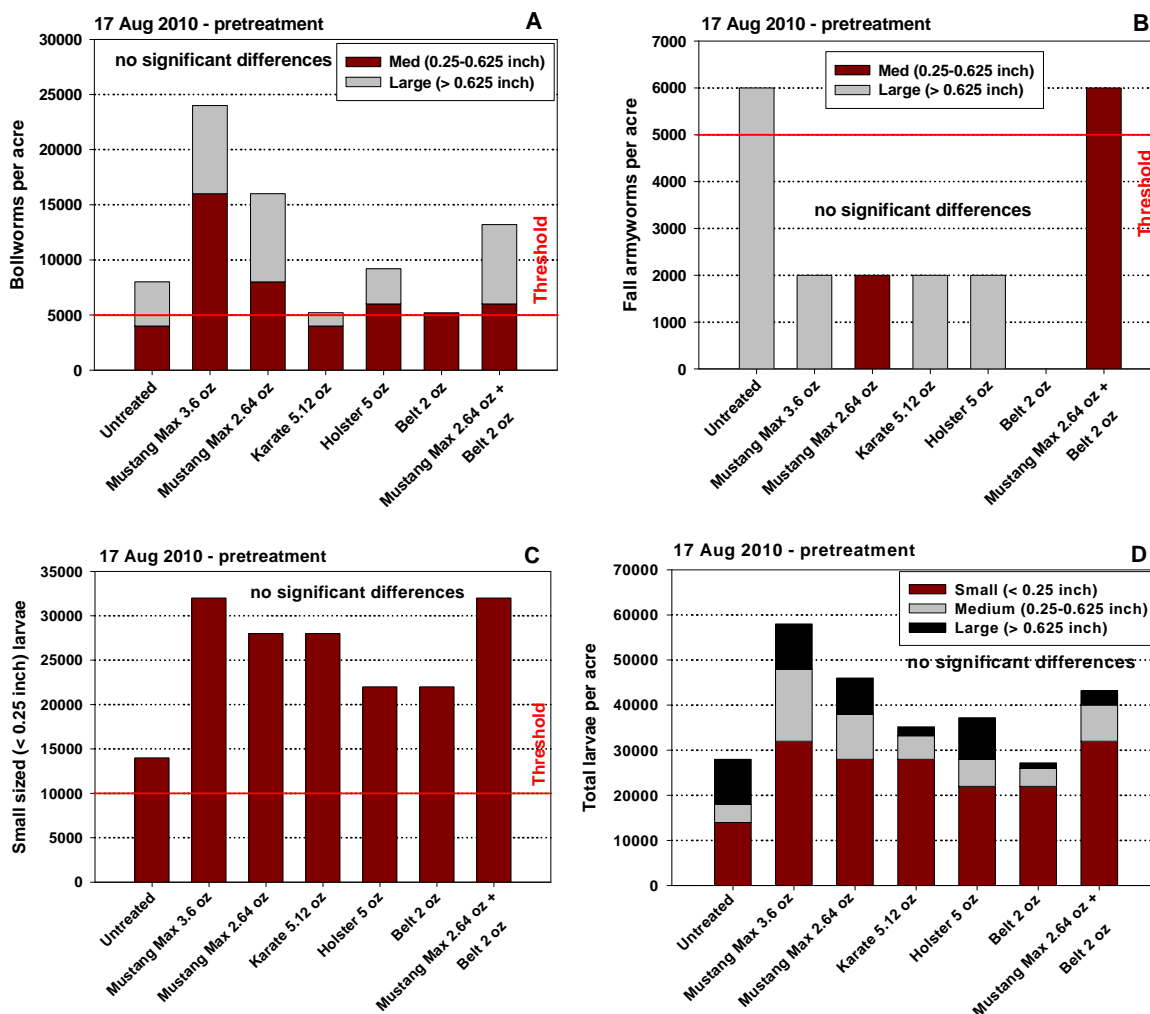 17 Aug 2010 - pretreatment
A
no significant differences
Med (0.25-0.625 inch)
Large (> 0.625 inch)
Bollworms per acre
30000
25000
20000
15000
10000
5000
0
Threshold
Untreated
Mustang Max 3.6 oz
Mustang Max 2.64 oz
Karate 5.12 oz
Holster 5 oz
Belt 2 oz
Mustang Max 2.64 oz +
Belt 2 oz
17 Aug 2010 - pretreatment
B
Med (0.25-0.625 inch)
Large (> 0.625 inch)
no significant differences
Fall armyworms per acre
7000
6000
5000
4000
3000
2000
1000
0
Threshold
Untreated
Mustang Max 3.6 oz
Mustang Max 2.64 oz
Karate 5.12 oz
Holster 5 oz
Belt 2 oz
Mustang Max 2.64 oz +
Belt 2 oz
17 Aug 2010 - pretreatment
C
no significant differences
Small sized (< 0.25 inch) larvae
35000
30000
25000
20000
15000
10000
5000
0
Threshold
Untreated
Mustang Max 3.6 oz
Mustang Max 2.64 oz
Karate 5.12 oz
Holster 5 oz
Belt 2 oz
Mustang Max 2.64 oz +
Belt 2 oz
17 Aug 2010 - pretreatment
D
Small (< 0.25 inch)
Medium (0.25-0.625 inch)
Large (> 0.625 inch)
no significant differences
Total larvae per acre
70000
60000
50000
40000
30000
20000
10000
0
Untreated
Mustang Max 3.6 oz
Mustang Max 2.64 oz
Karate 5.12 oz
Holster 5 oz
Belt 2 oz
Mustang Max 2.64 oz +
Belt 2 oz